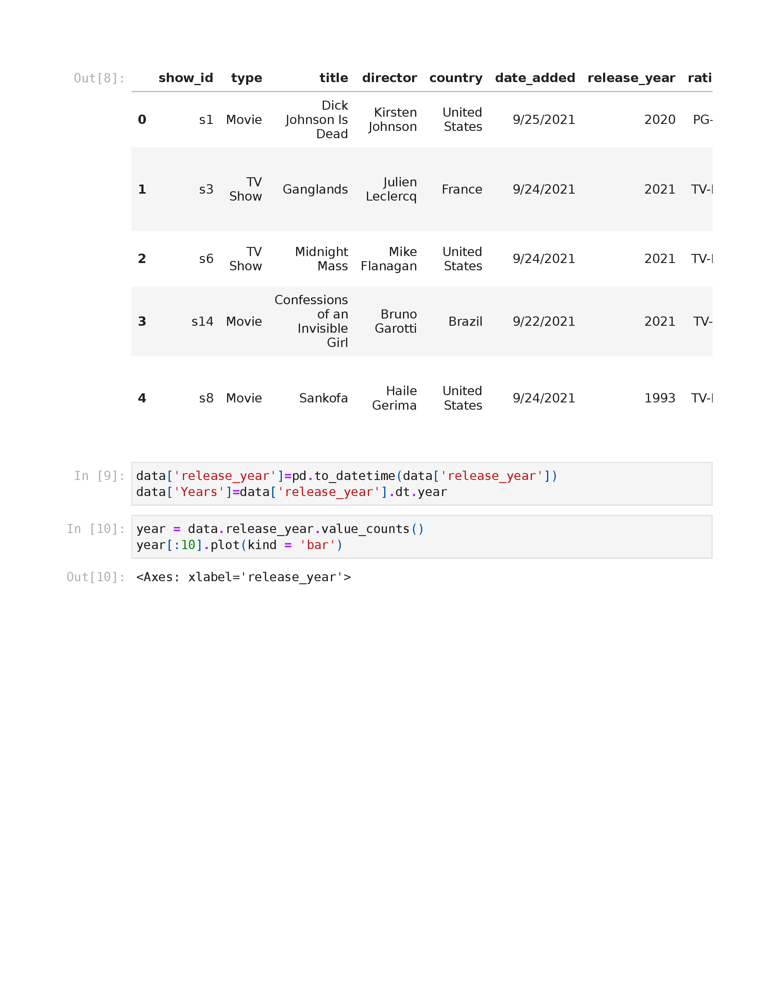 Out[8]: show_id type title director country date_added release_year rati
Dick
Johnson Is
Dead
Kirsten
Johnson
United
States
0 s1 Movie 9/25/2021 2020 PG-
TV
Show
Julien
Leclercq
1 s3 Ganglands France 9/24/2021 2021 TV-
TV
Show
Midnight
Mass
Mike
Flanagan
United
States
2 s6 9/24/2021 2021 TV-
Confessions
of an
Invisible
Girl
Bruno
Garotti
3 s14 Movie Brazil 9/22/2021 2021 TV-
Haile
Gerima
United
States
4 s8 Movie Sankofa 9/24/2021 1993 TV-
In [9]: data['release_year']=pd.to_datetime(data['release_year'])
data['Years']=data['release_year'].dt.year
In [10]: year = data.release_year.value_counts()
year[:10].plot(kind = 'bar')
Out[10]: <Axes: xlabel='release_year'>